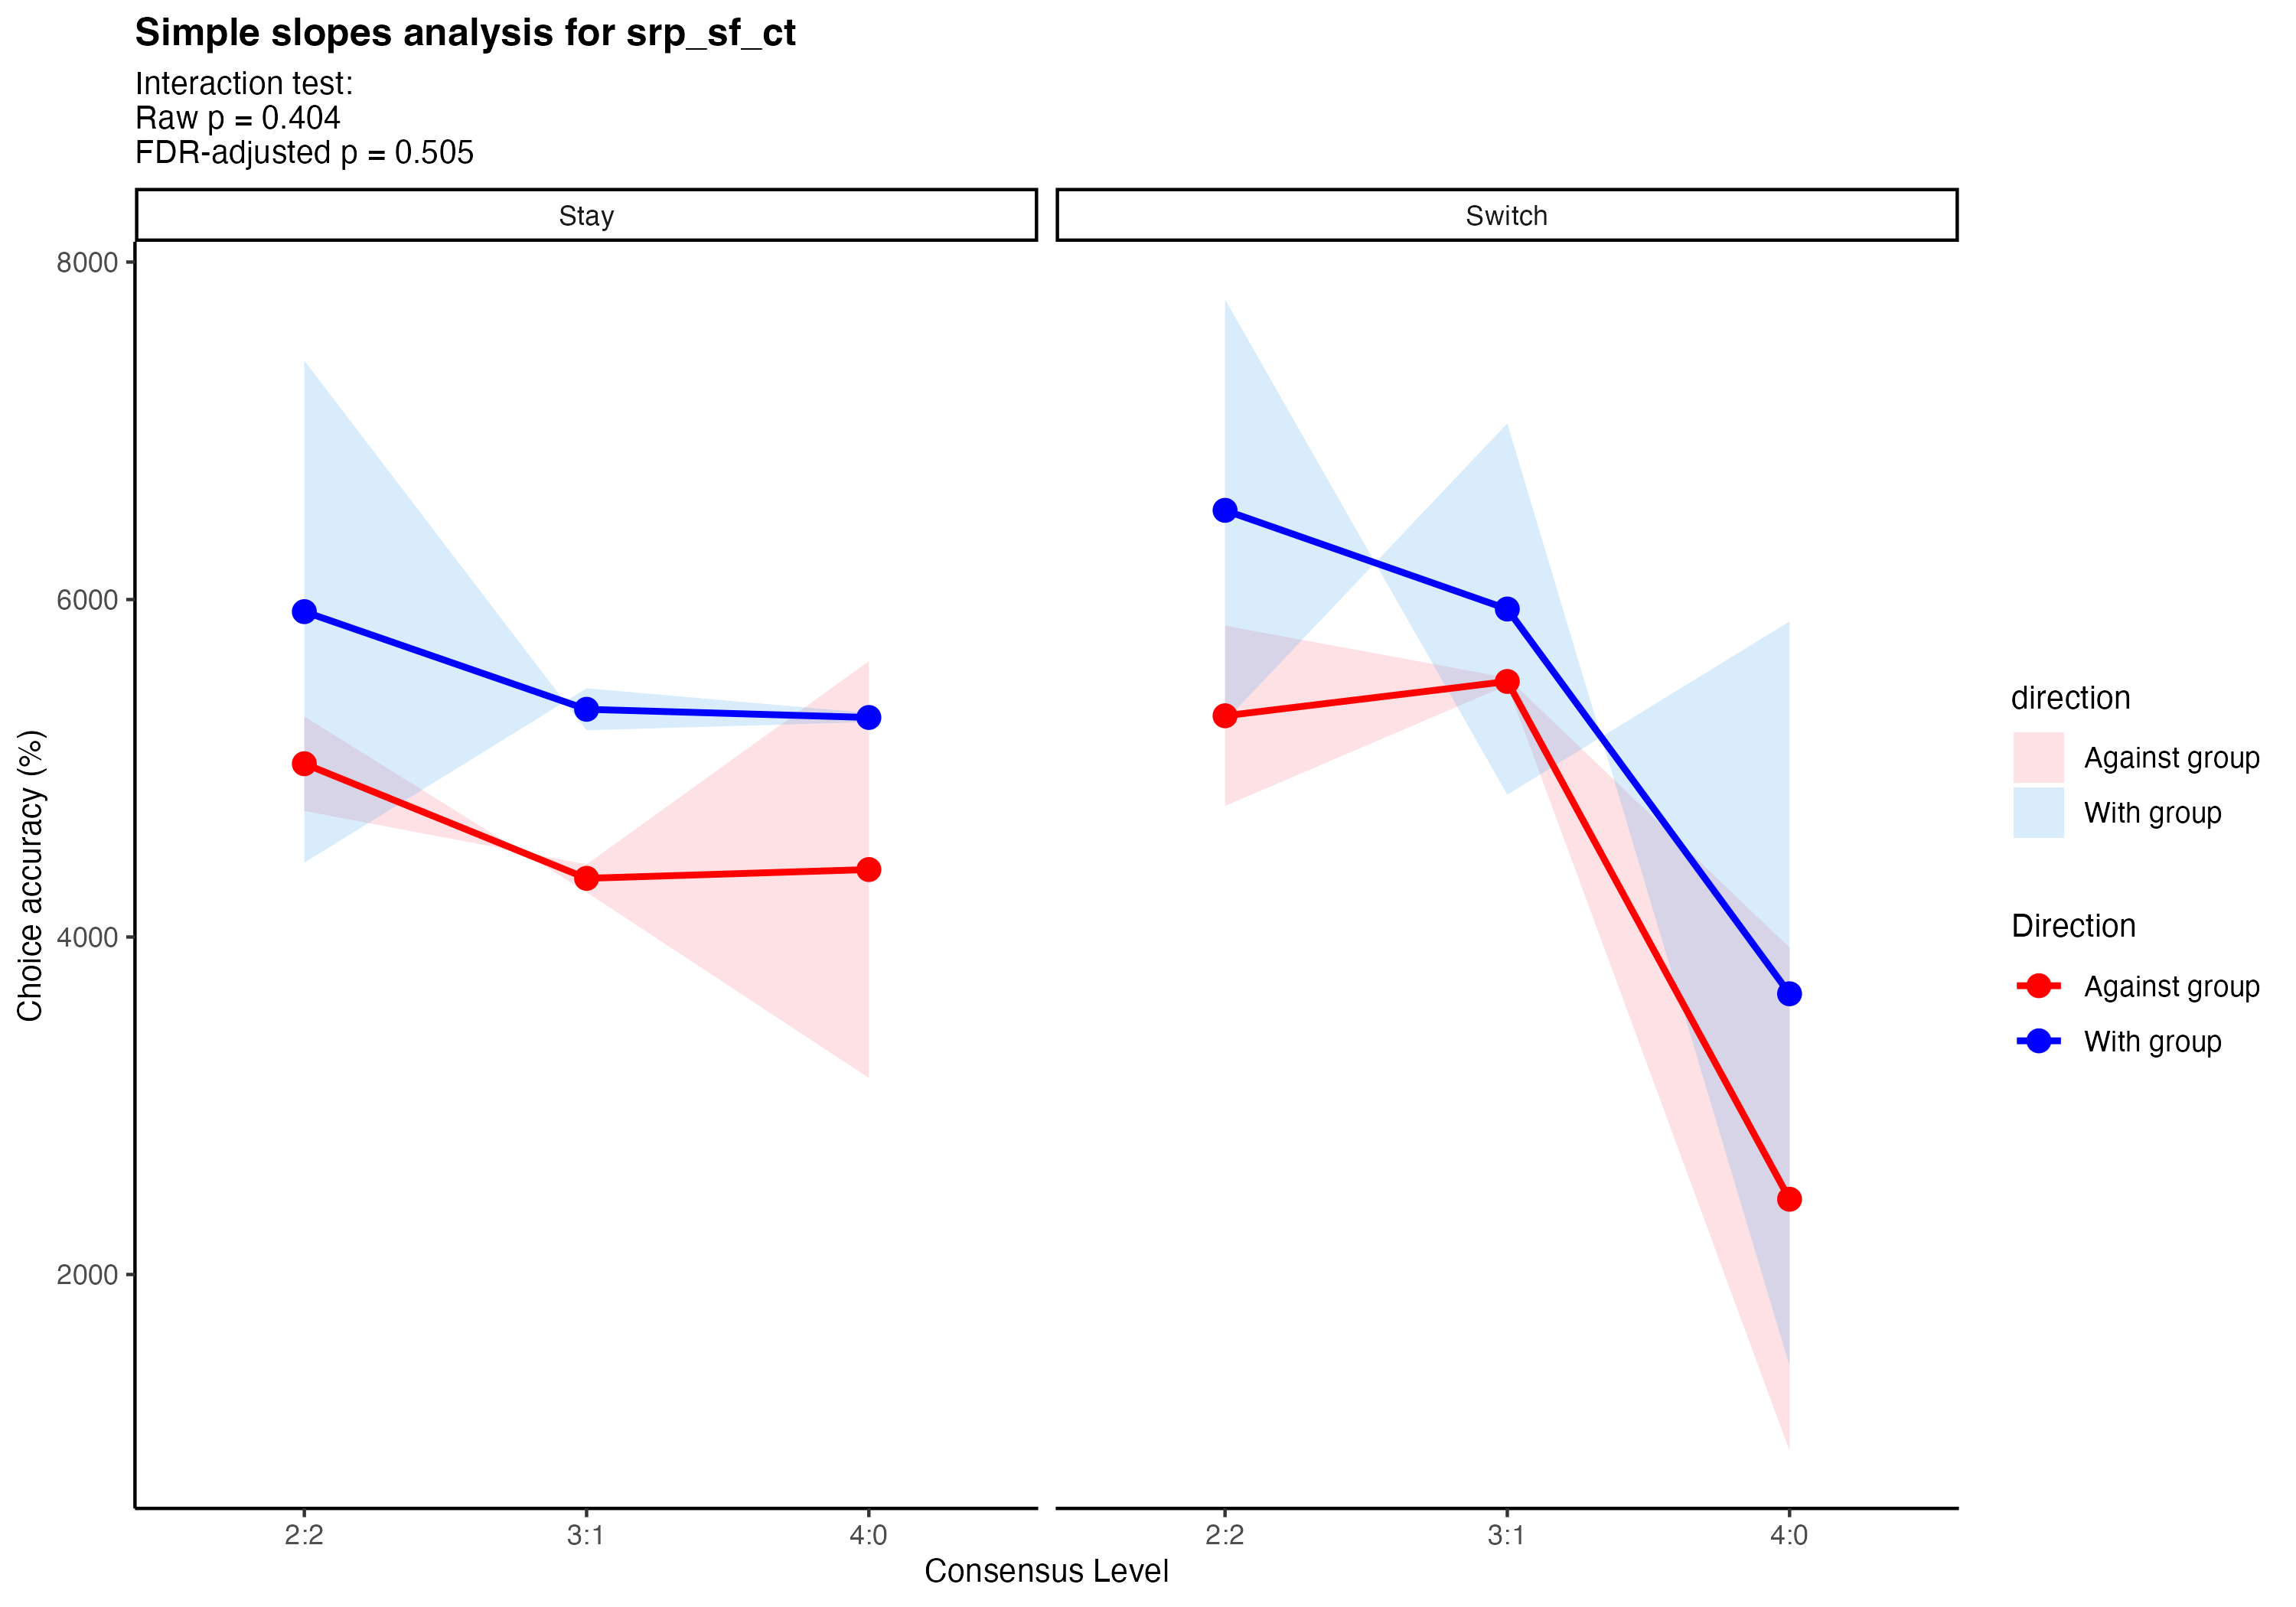 Simple slopes analysis for srp_sf_ct
Interaction test:
Raw p = 0.404
FDR-adjusted p = 0.505
Stay
Switch
8000
6000
4000
2000
Choice accuracy (%)
2:2
3:1
4:0
2:2
3:1
4:0
Consensus Level
direction
Against group
With group
Direction
Against group
With group